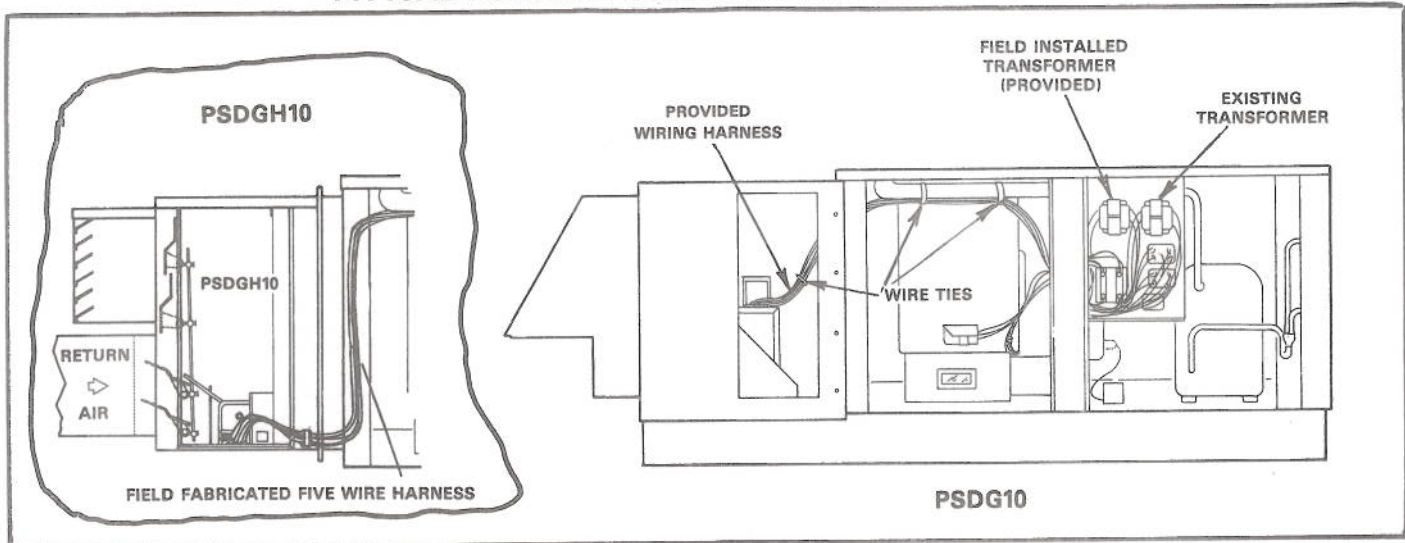 PSDGH10
PSDGH10
RETURN
AIR
FIELD FABRICATED FIVE WIRE HARNESS
PROVIDED
WIRING HARNESS
FIELD INSTALLED
TRANSFORMER
(PROVIDED)
EXISTING
TRANSFORMER
WIRE TIES
PSDG10